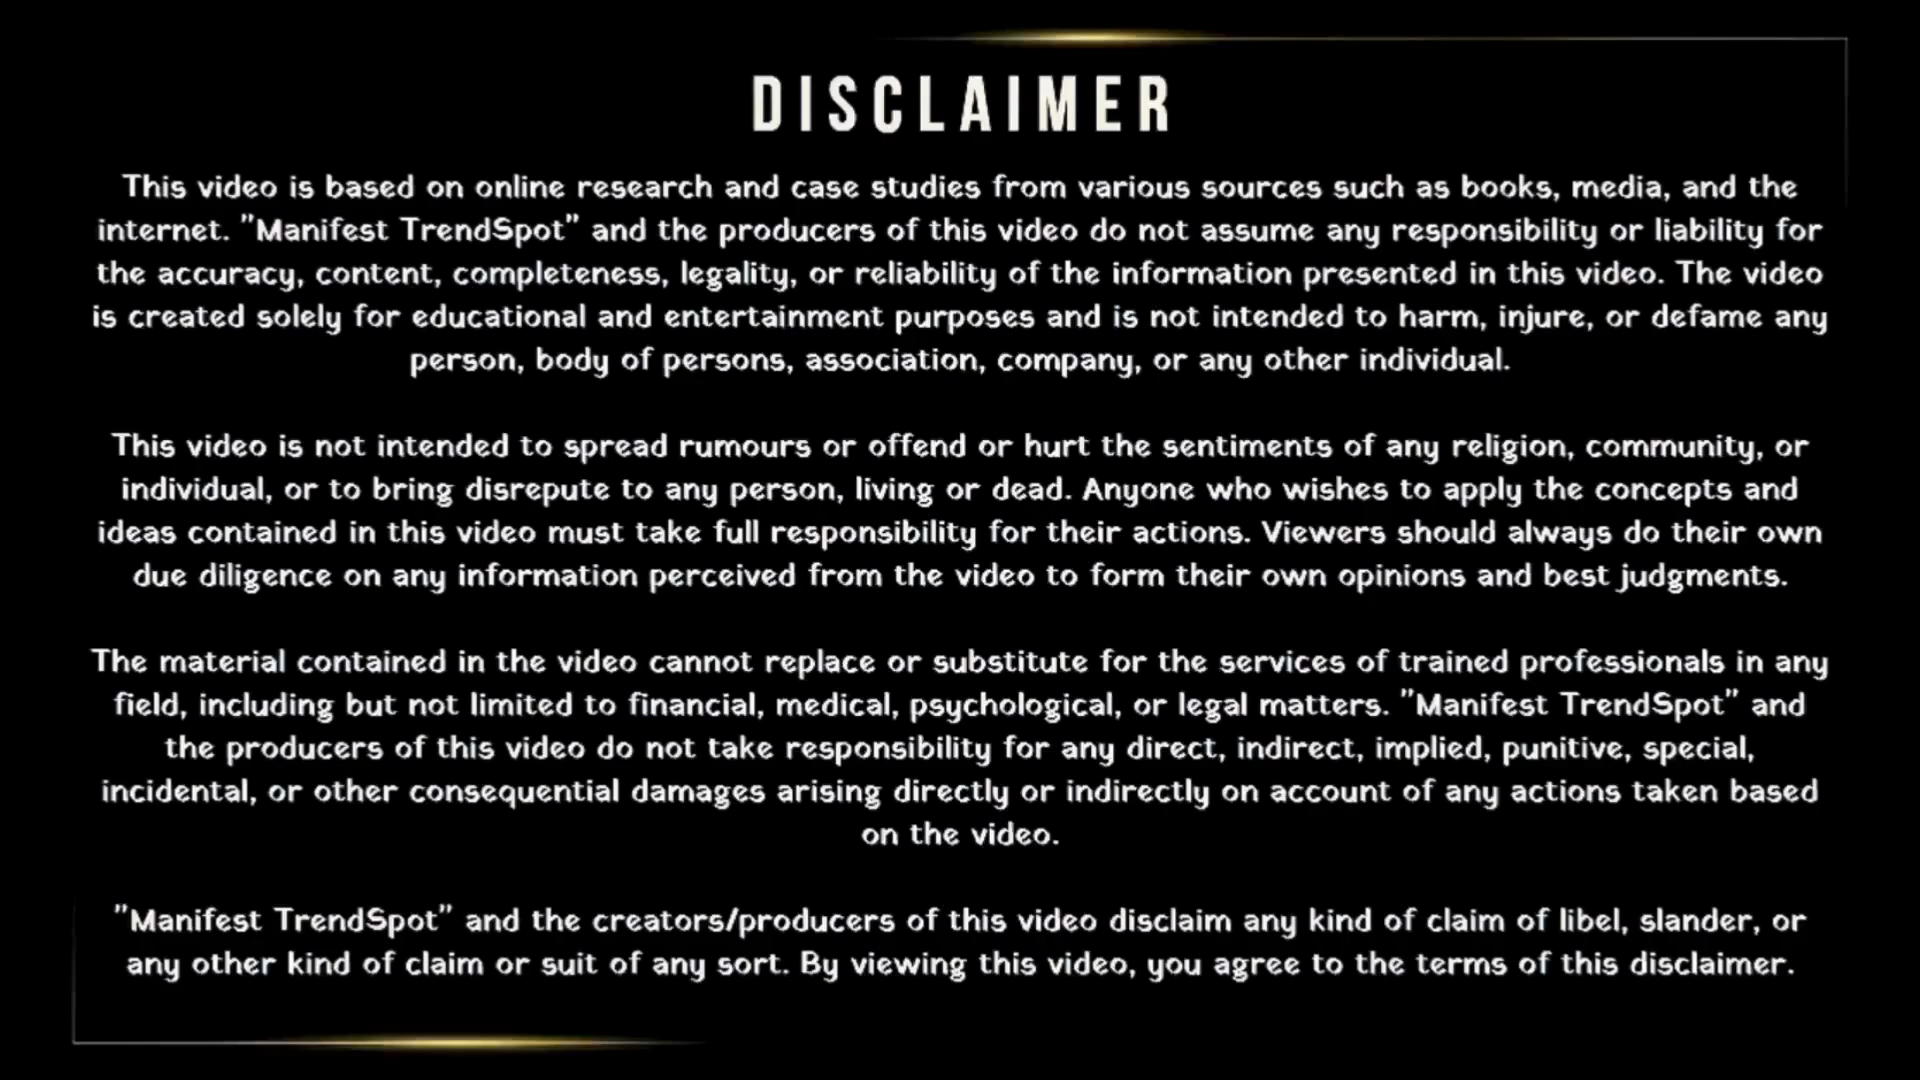 DISCLAIMER
This video is based on online research and case studies from various sources such as books, media, and the
internet. "Manifest TrendSpot" and the producers of this video do not assume any responsibility or liability for
the accuracy, content, completeness, legality, or reliability of the information presented in this video. The video
is created solely for educational and entertainment purposes and is not intended to harm, injure, or defame any
person, body of persons, association, company, or any other individual.
This video is not intended to spread rumours or offend or hurt the sentiments of any religion, community, or
individual, or to bring disrepute to any person, living or dead. Anyone who wishes to apply the concepts and
ideas contained in this video must take full responsibility for their actions. Viewers should always do their own
due diligence on any information perceived from the video to form their own opinions and best judgments.
The material contained in the video cannot replace or substitute for the services of trained professionals in any
field, including but not limited to financial, medical, psychological, or legal matters. "Manifest TrendSpot" and
the producers of this video do not take responsibility for any direct, indirect, implied, punitive, special,
incidental, or other consequential damages arising directly or indirectly on account of any actions taken based
on the video.
"Manifest TrendSpot" and the creators/producers of this video disclaim any kind of claim of libel, slander, or
any other kind of claim or suit of any sort. By viewing this video, you agree to the terms of this disclaimer.